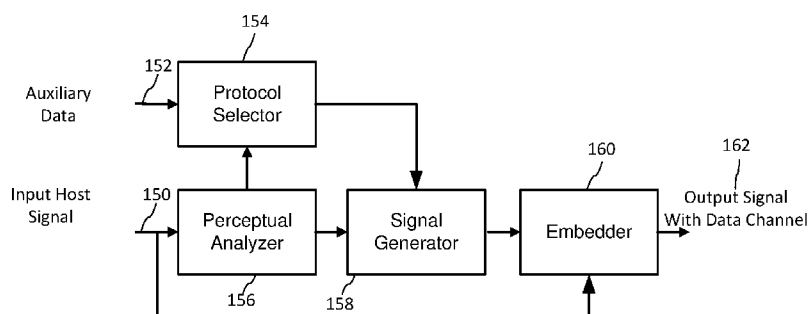 154
152
Auxiliary
Data
Protocol
Selector
160
162
Input Host
Signal
150
Perceptual
Analyzer
Signal
Generator
Embedder
Output Signal
With Data Channel
156
158